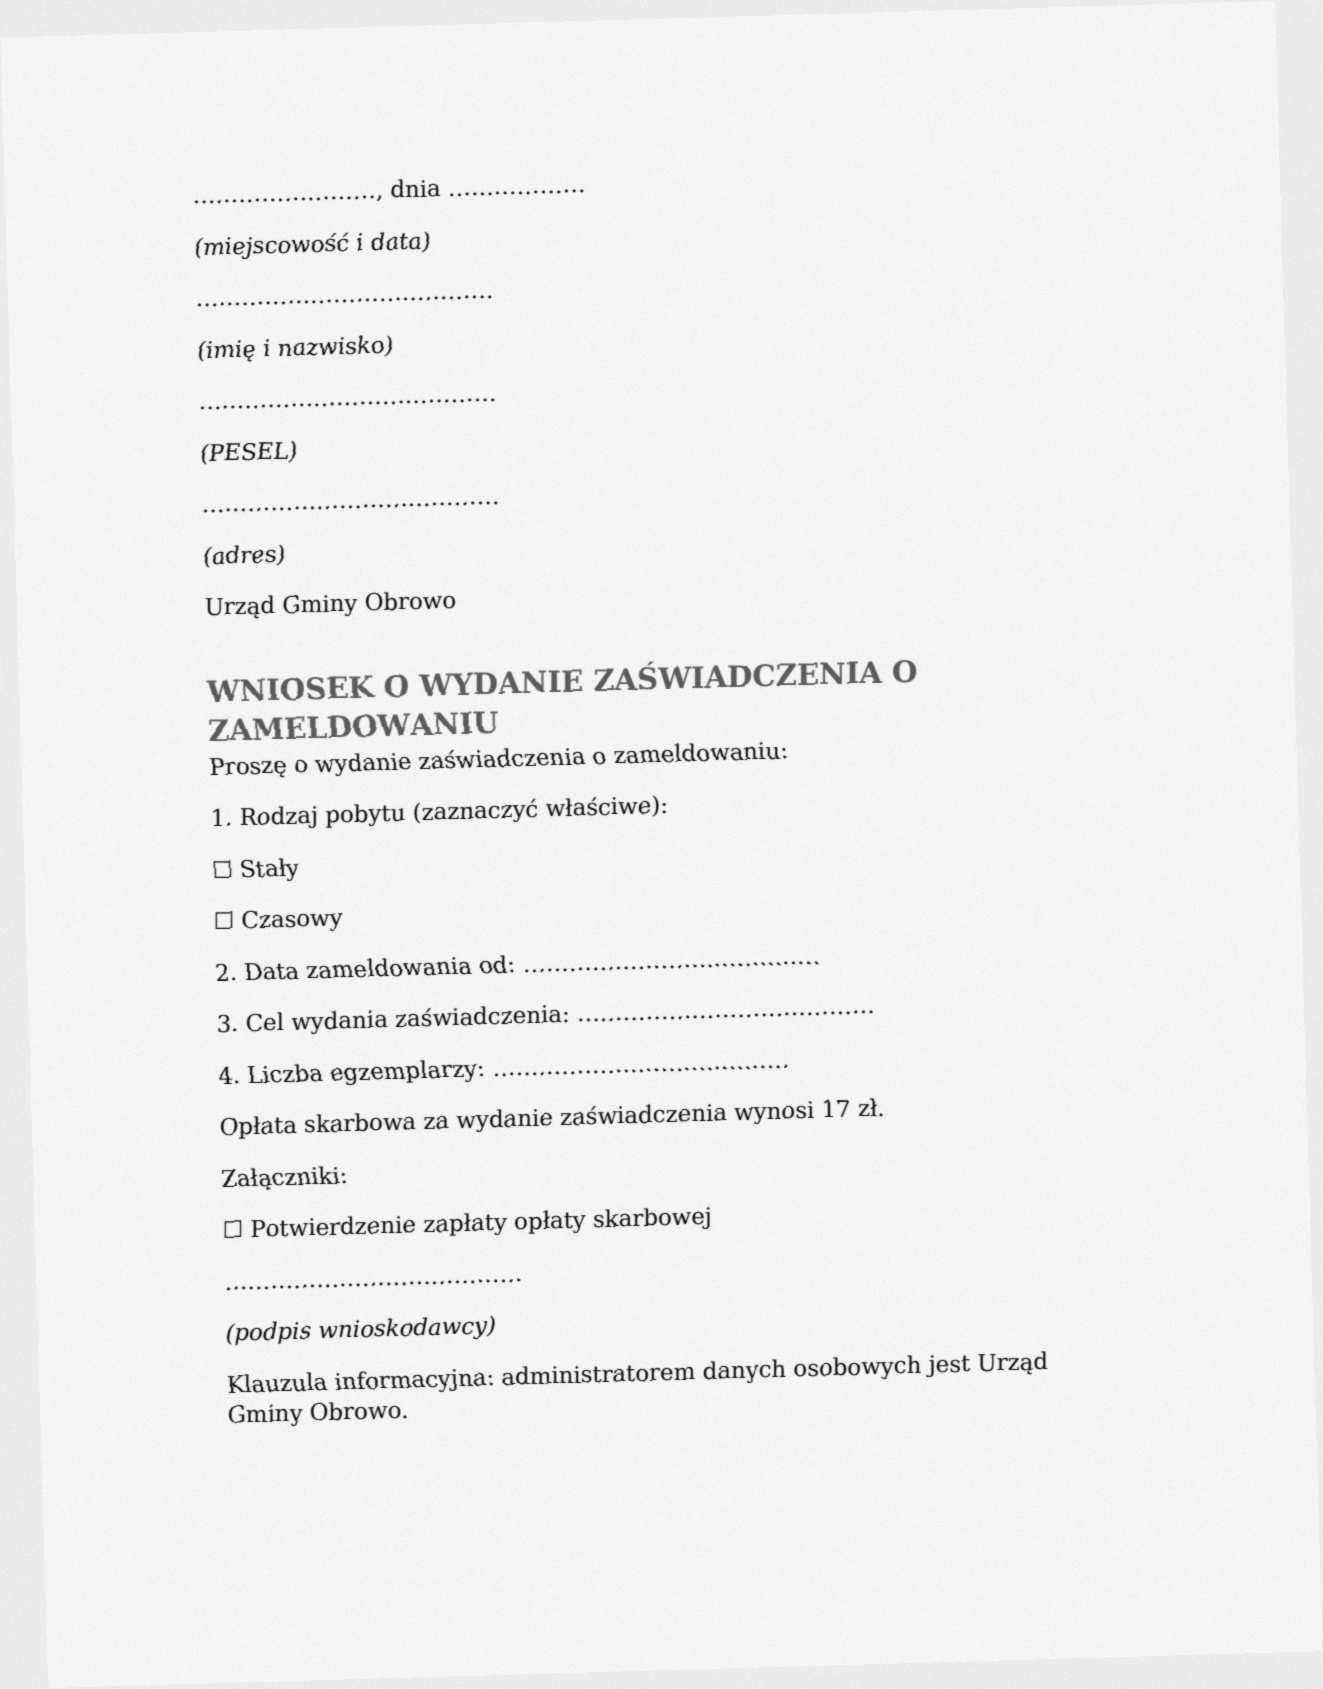 ........................, dnia ..................
(miejscowość i data)
.......................................
(imię i nazwisko)
.......................................
(PESEL)
.......................................
(adres)
Urząd Gminy Obrowo
WNIOSEK O WYDANIE ZAŚWIADCZENIA O
ZAMELDOWANIU
Proszę o wydanie zaświadczenia o zameldowaniu:
1. Rodzaj pobytu (zaznaczyć właściwe):
☐ Stały
☐ Czasowy
2. Data zameldowania od: .......................................
3. Cel wydania zaświadczenia: .......................................
4. Liczba egzemplarzy: .......................................
Opłata skarbowa za wydanie zaświadczenia wynosi 17 zł.
Załączniki:
☐ Potwierdzenie zapłaty opłaty skarbowej
.......................................
(podpis wnioskodawcy)
Klauzula informacyjna: administratorem danych osobowych jest Urząd
Gminy Obrowo.